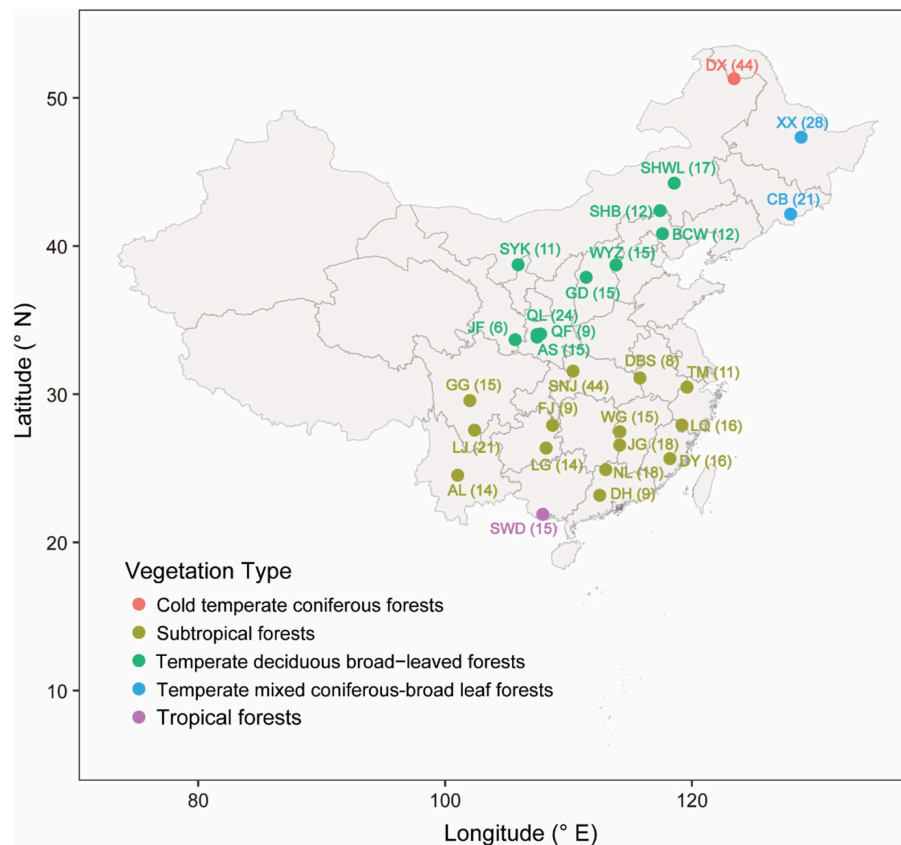 DX (44)
50
XX (28)
SHWL (17)
CB (21)
SHB (12)
BCW (12)
40
SYK (11)
WYZ (15)
GD (15)
QL (24)
JF (6)
QF (9)
AS (15)
DBS (8)
TM (11)
30
GG (15)
SNJ (44)
FJ (9)
WG (15)
LQ (16)
LJ (21)
JG (18)
LG (14)
DY (16)
NL (18)
AL (14)
DH (9)
SWD (15)
20
Latitude (° N)
Vegetation Type
Cold temperate coniferous forests
Subtropical forests
Temperate deciduous broad−leaved forests
Temperate mixed coniferous-broad leaf forests
Tropical forests
10
80
100
120
Longitude (° E)